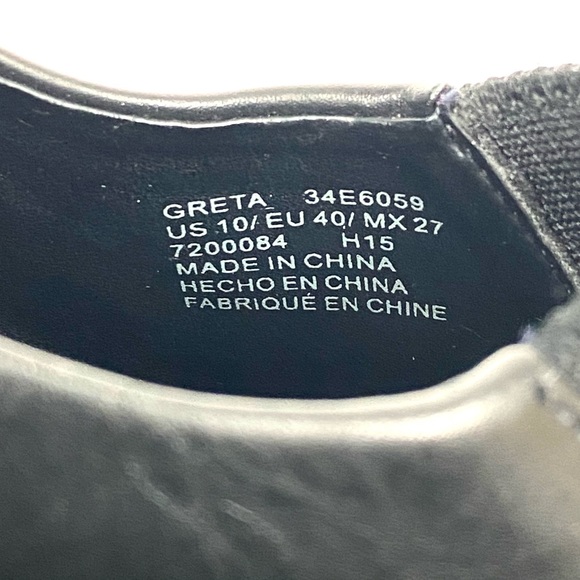 GRETA 34E6059
US 10/ EU 40/ MX 27
7200084 H15
MADE IN CHINA
HECHO EN CHINA
FABRIQUÉ EN CHINE